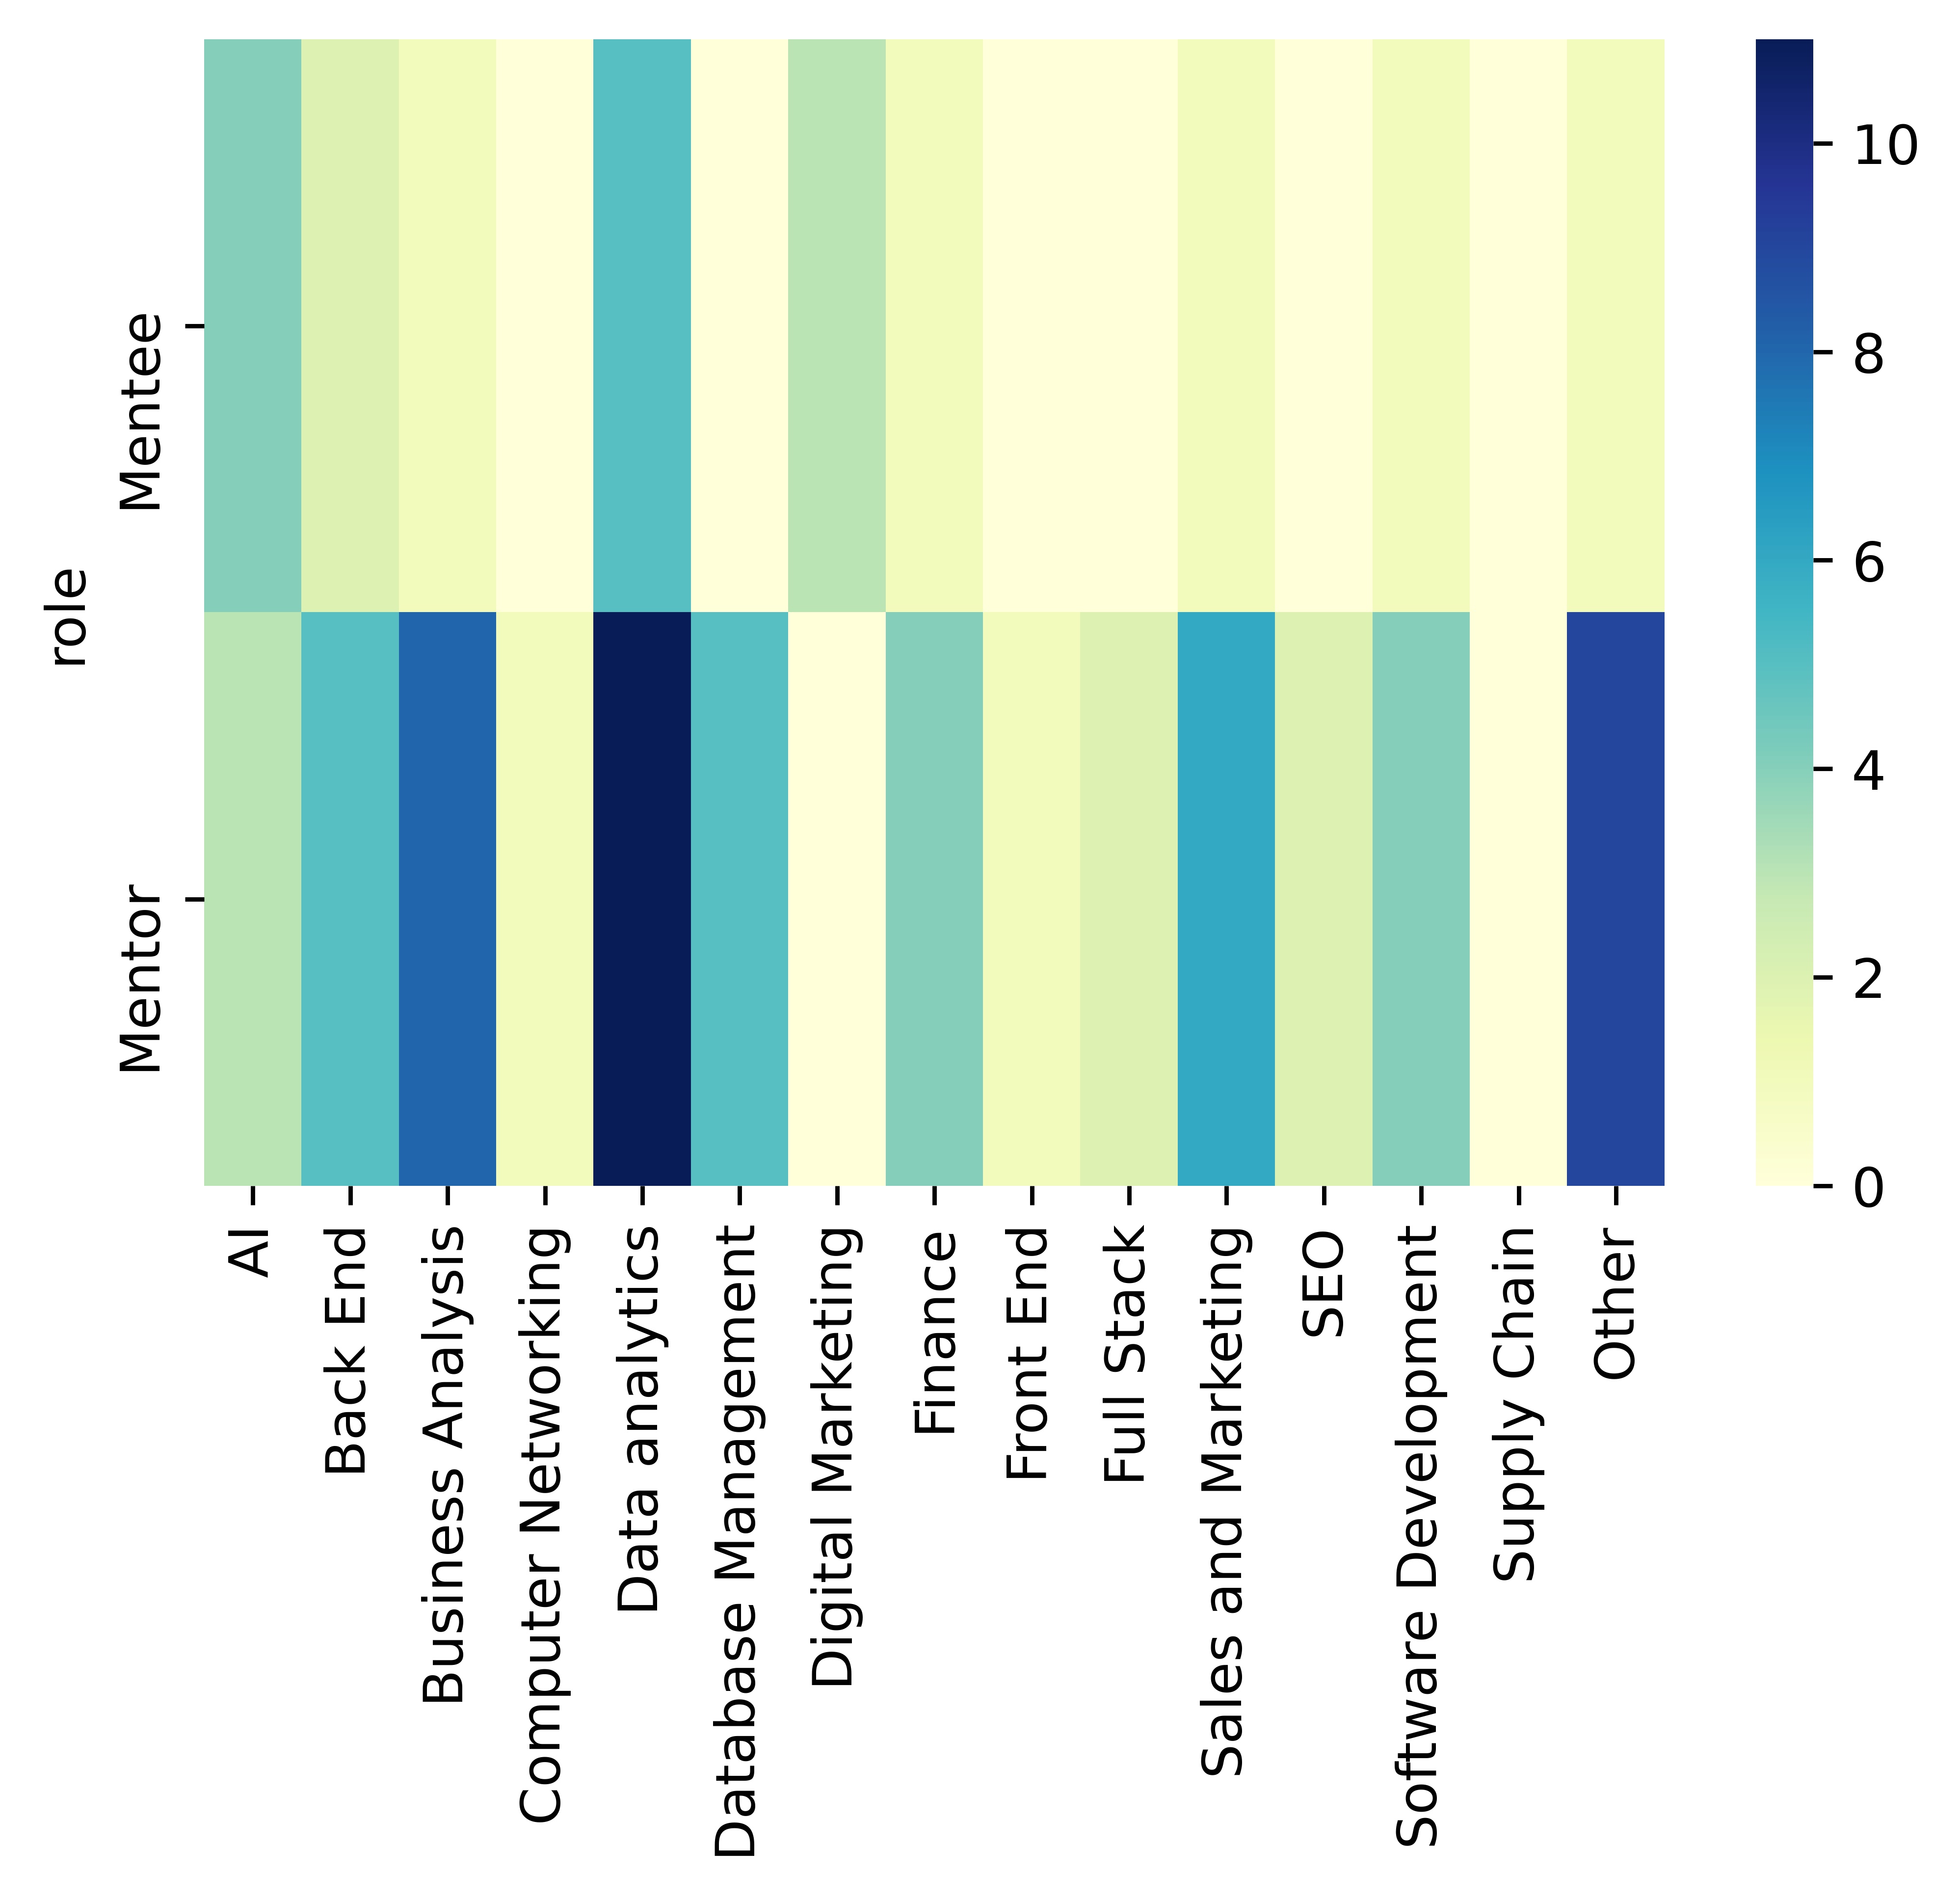 role
Mentee
Mentor
AI
Back End
Business Analysis
Computer Networking
Data analytics
Database Management
Digital Marketing
Finance
Front End
Full Stack
Sales and Marketing
SEO
Software Development
Supply Chain
Other
10
8
6
4
2
0